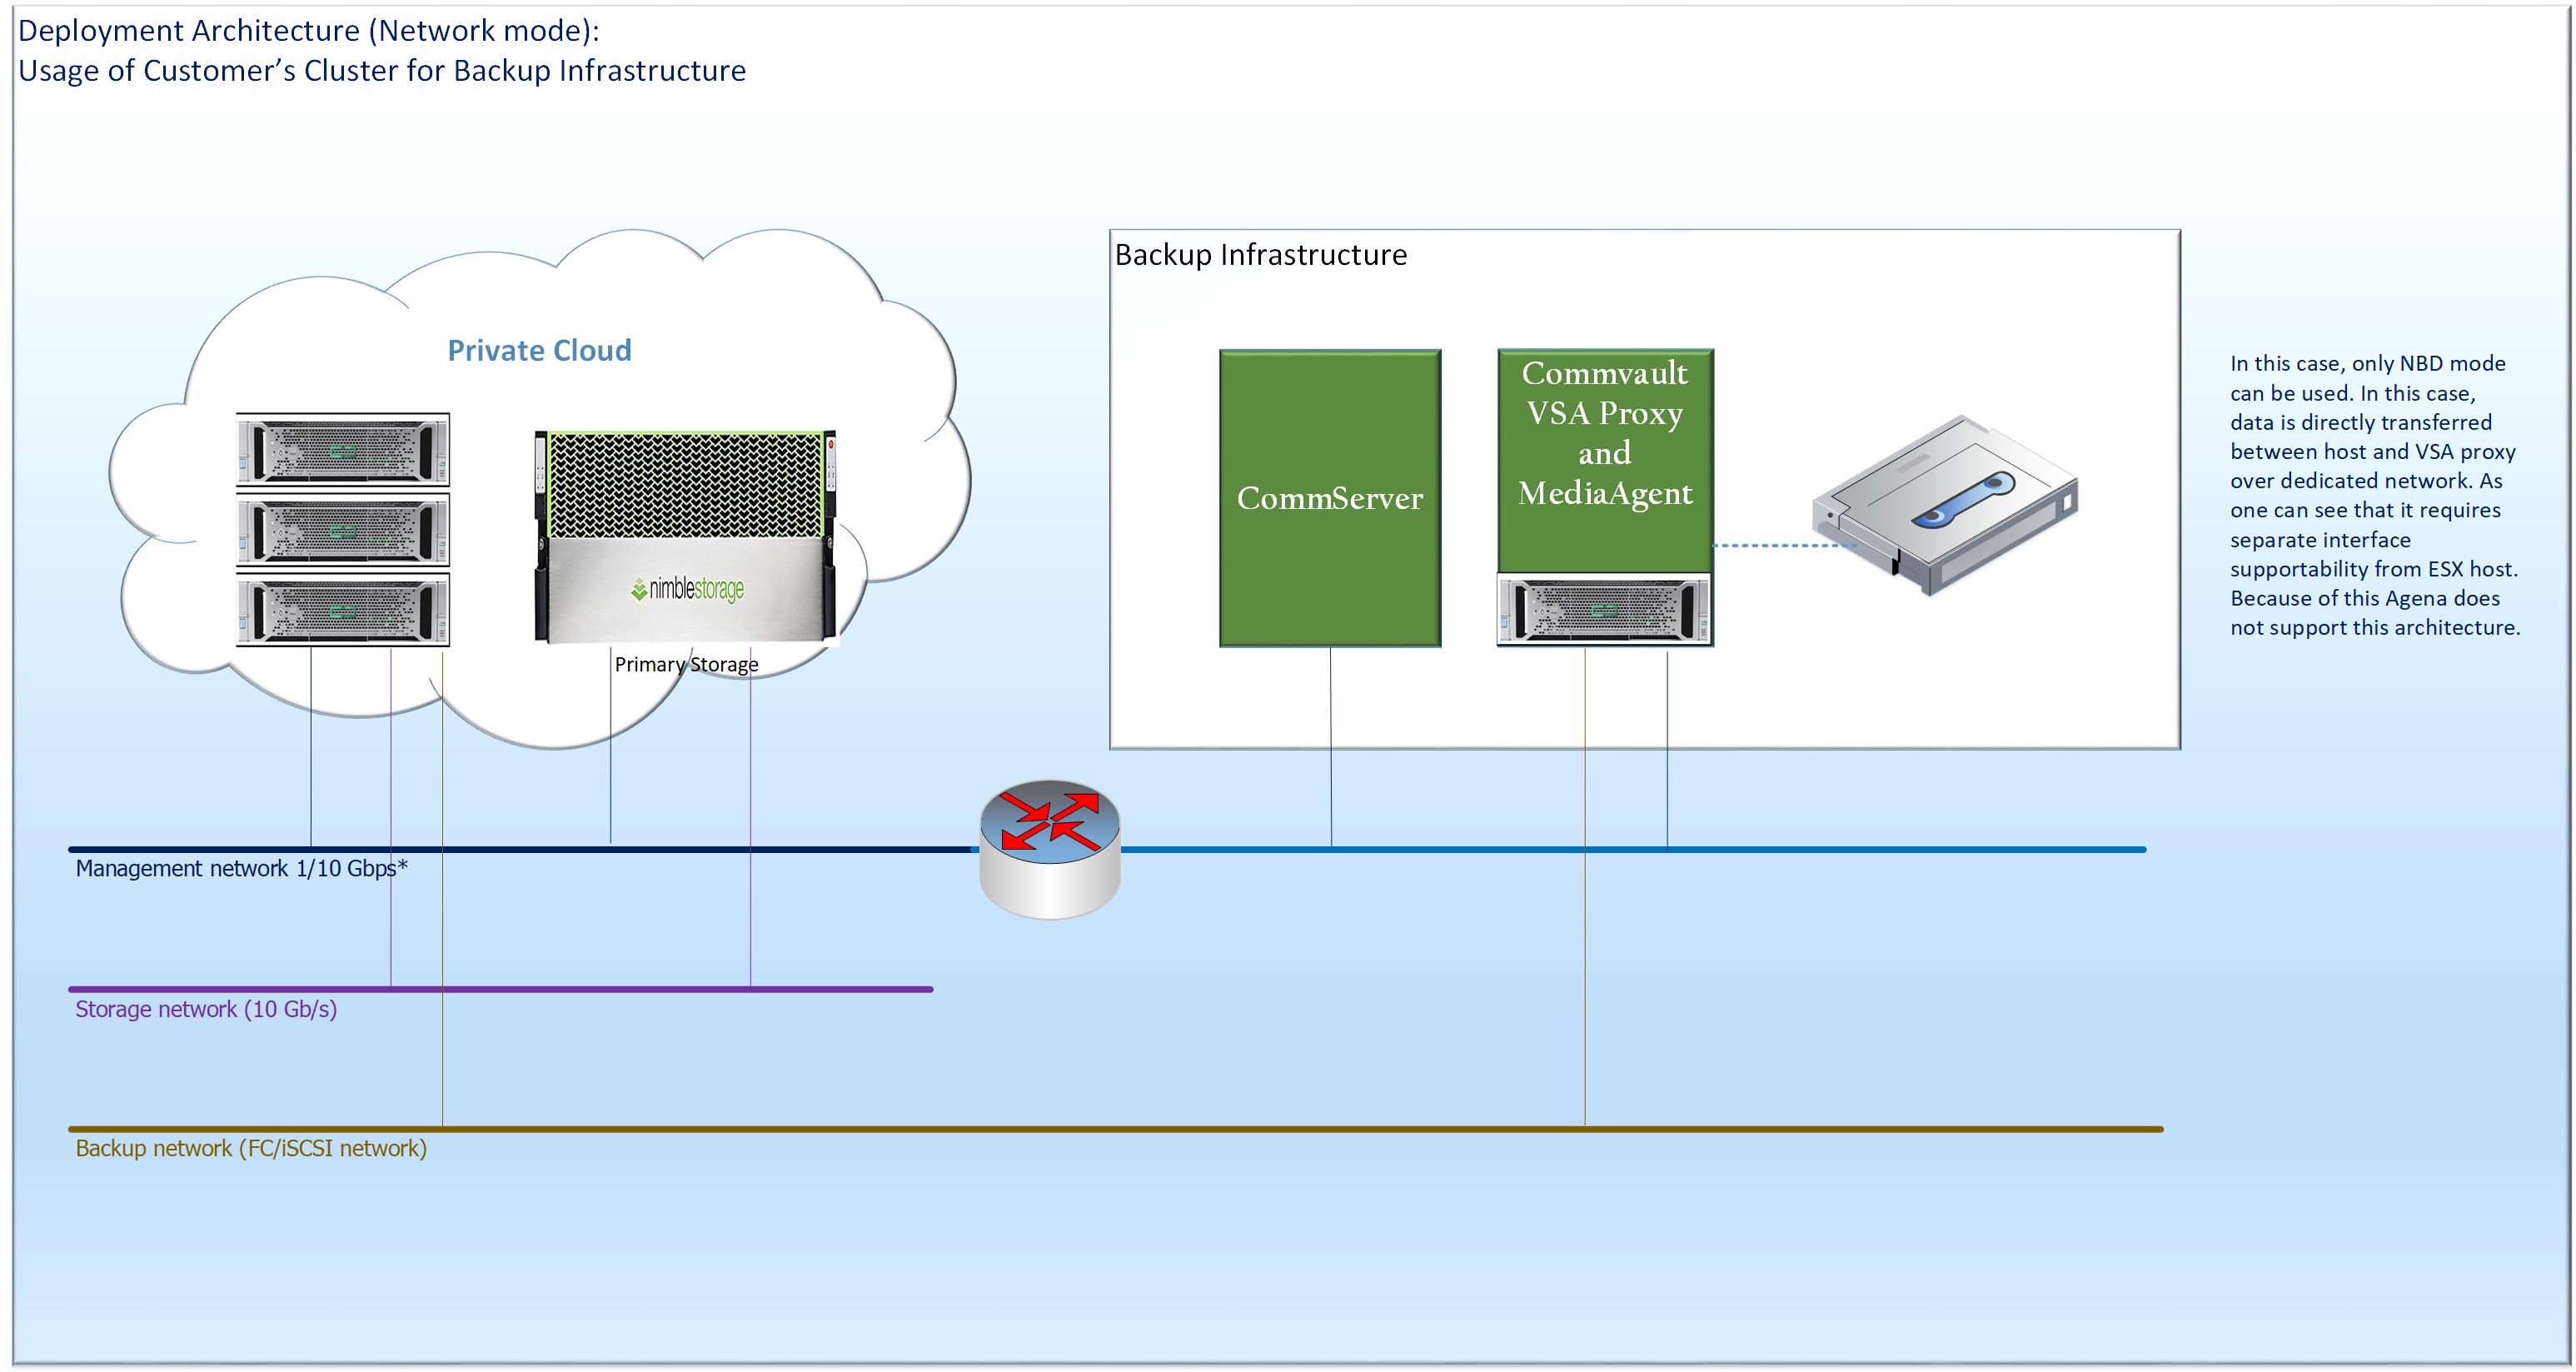 Deployment Architecture (Network mode):
Usage of Customer’s Cluster for Backup Infrastructure
Private Cloud
nimblestorage
Primary Storage
Backup Infrastructure
CommServer
Commvault
VSA Proxy
and
MediaAgent
In this case, only NBD mode
can be used. In this case,
data is directly transferred
between host and VSA proxy
over dedicated network. As
one can see that it requires
separate interface
supportability from ESX host.
Because of this Agena does
not support this architecture.
Management network 1/10 Gbps*
Storage network (10 Gb/s)
Backup network (FC/iSCSI network)